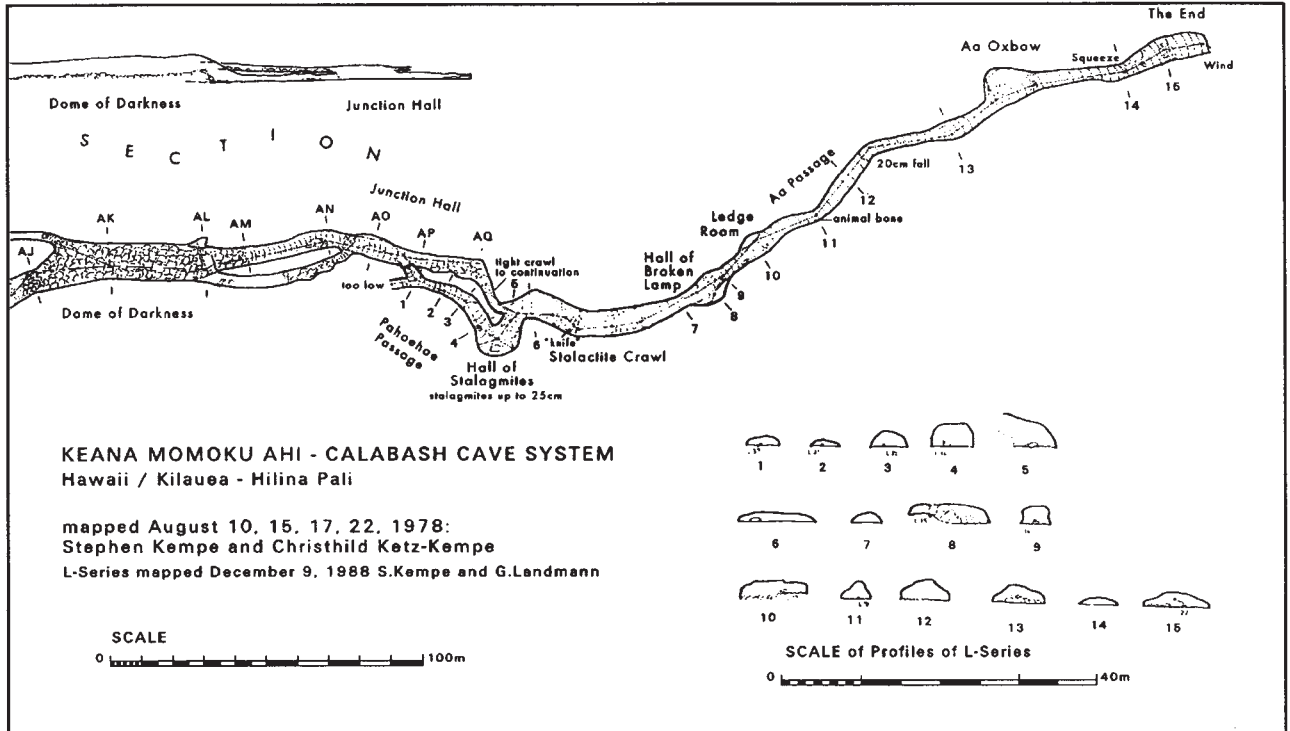 The End
Aa Oxbow
Squeeze
Wind
14
15
Dome of Darkness
Junction Hall
SECTION
13
20cm fall
Aa Passage
12
Junction Hall
animal bone
11
Ledge
Room
10
AJ
AK
AL
AM
AN
AO
AP
AQ
tight crawl
to continuation
5
Hall of
Broken
Lamp
9
8
7
too low
1
2
3
4
6
"knife"
Stalactite Crawl
Dome of Darkness
Pahoehoe
Passage
Hall of
Stalagmites
stalagmites up to 25cm
KEANA MOMOKU AHI - CALABASH CAVE SYSTEM
Hawaii / Kilauea - Hilina Pali
mapped August 10, 15, 17, 22, 1978:
Stephen Kempe and Christhild Ketz-Kempe
L-Series mapped December 9, 1988 S.Kempe and G.Landmann
SCALE
0 100m
1 2 3 4 5
6 7 8 9
10 11 12 13 14 15
SCALE of Profiles of L-Series
0 40m